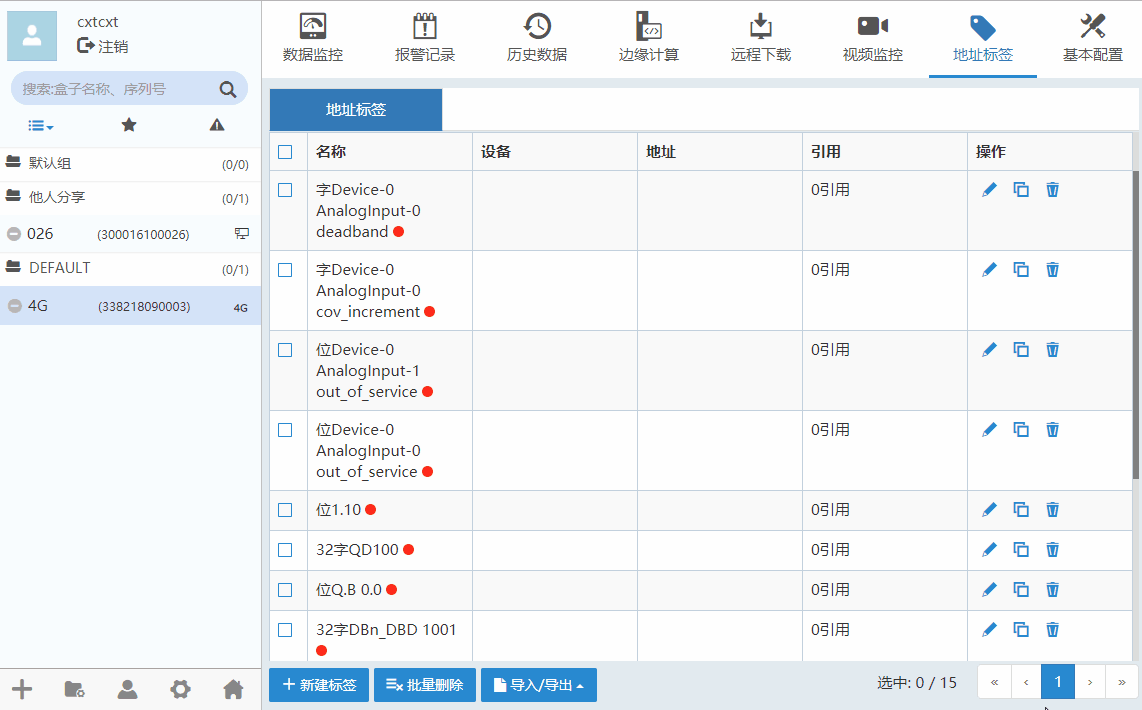 cxtcxt
注销
搜索:盒子名称、序列号
默认组 (0/0)
他人分享 (0/1)
026 (300016100026)
DEFAULT (0/1)
4G (338218090003) 4G
数据监控 报警记录 历史数据 边缘计算 远程下载 视频监控 地址标签 基本配置
地址标签
名称 设备 地址 引用 操作
字Device-0
AnalogInput-0
deadband
0引用
字Device-0
AnalogInput-0
cov_increment
0引用
位Device-0
AnalogInput-1
out_of_service
0引用
位Device-0
AnalogInput-0
out_of_service
0引用
位1.10 0引用
32字QD100 0引用
位Q.B 0.0 0引用
32字DBn_DBD 1001 0引用
新建标签 批量删除 导入/导出 选中: 0 / 15 « ‹ 1 › »